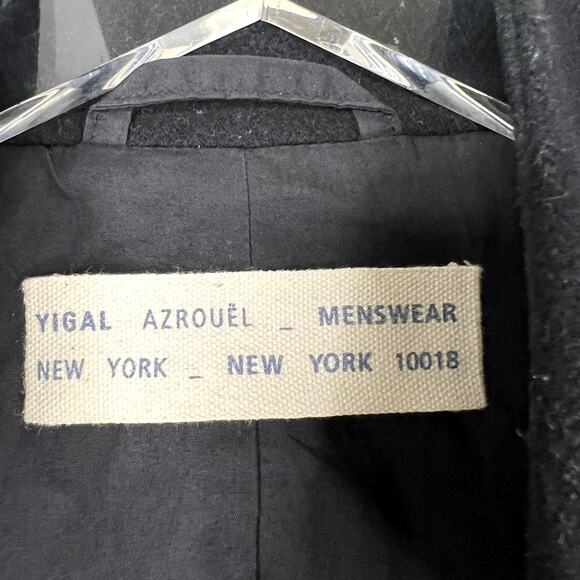 YIGAL AZROUËL _ MENSWEAR
NEW YORK _ NEW YORK 10018